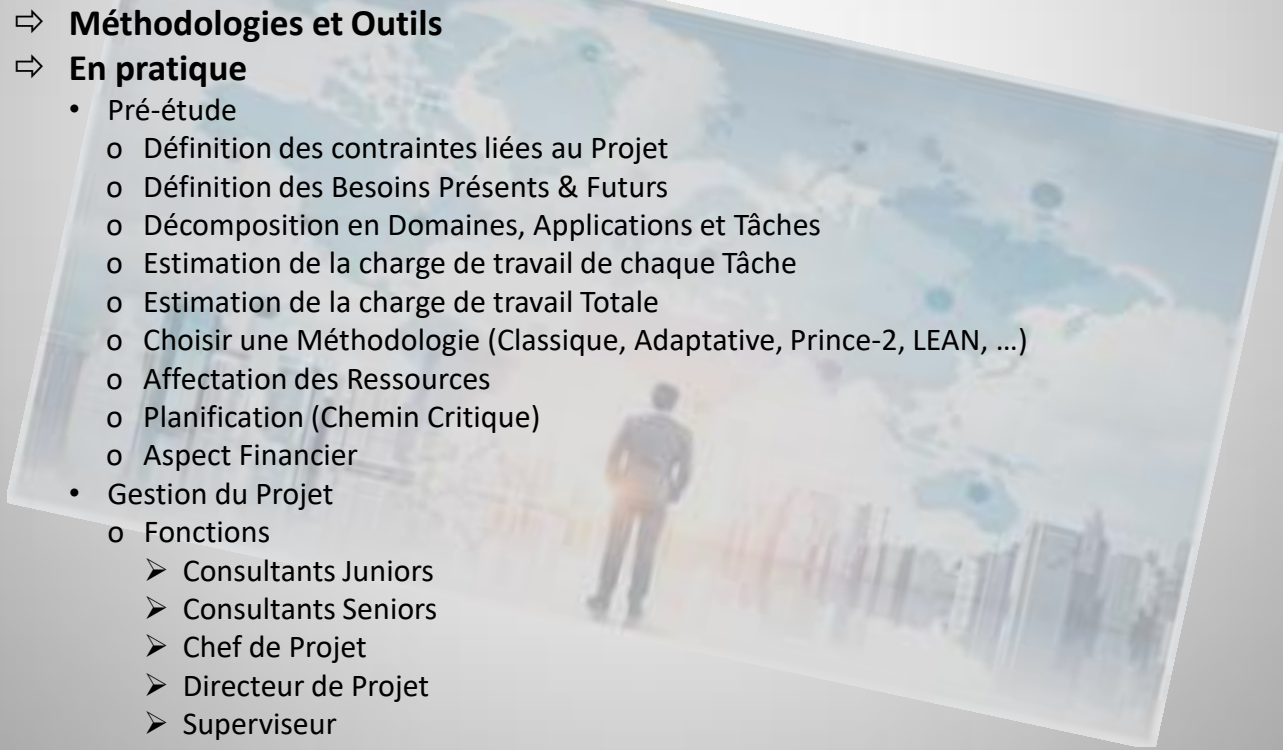 ⇨ Méthodologies et Outils
⇨ En pratique
• Pré-étude
o Définition des contraintes liées au Projet
o Définition des Besoins Présents & Futurs
o Décomposition en Domaines, Applications et Tâches
o Estimation de la charge de travail de chaque Tâche
o Estimation de la charge de travail Totale
o Choisir une Méthodologie (Classique, Adaptative, Prince-2, LEAN, …)
o Affectation des Ressources
o Planification (Chemin Critique)
o Aspect Financier
• Gestion du Projet
o Fonctions
➢ Consultants Juniors
➢ Consultants Seniors
➢ Chef de Projet
➢ Directeur de Projet
➢ Superviseur